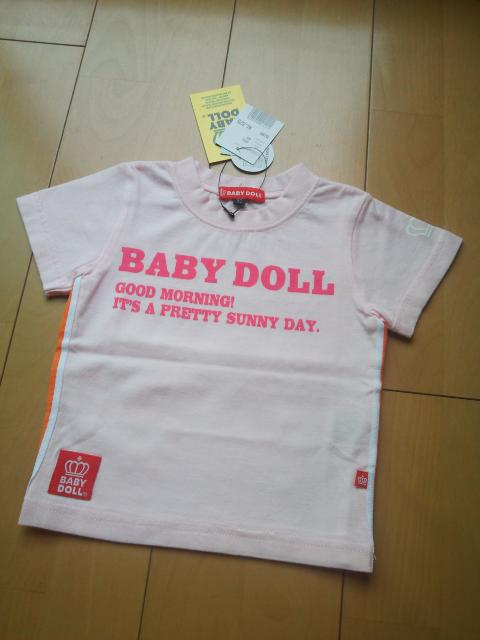 BABY
DOLL
BABY DOLL
BABY DOLL
GOOD MORNING!
IT'S A PRETTY SUNNY DAY.
BABY
DOLL